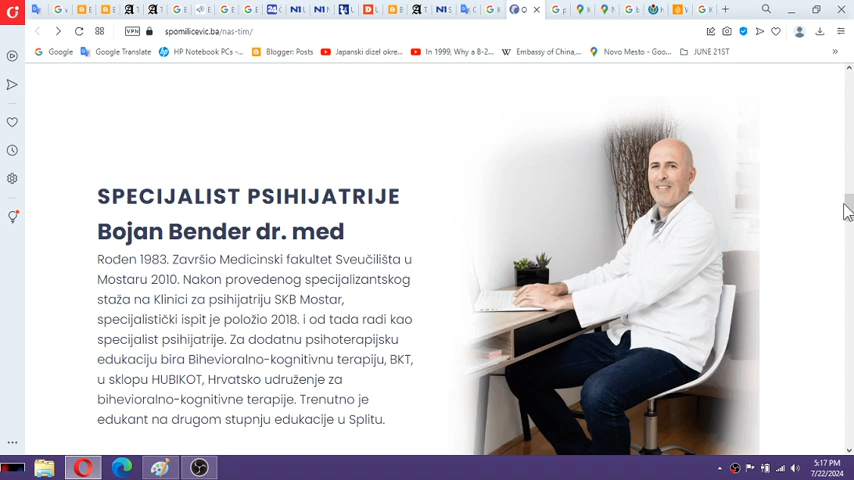 spomilicevic.ba/nas-tim/
VPN
Google
Google Translate
HP Notebook PCs -...
Blogger: Posts
Japanski dizel okre...
In 1999, Why a B-2...
Embassy of China,...
Novo Mesto - Goo...
JUNE 21ST
SPECIJALIST PSIHIJATRIJE
Bojan Bender dr. med
Rođen 1983. Završio Medicinski fakultet Sveučilišta u
Mostaru 2010. Nakon provedenog specijalizantskog
staža na Klinici za psihijatriju SKB Mostar,
specijalistički ispit je položio 2018. i od tada radi kao
specijalist psihijatrije. Za dodatnu psihoterapijsku
edukaciju bira Bihevioralno-kognitivnu terapiju, BKT,
u sklopu HUBIKOT, Hrvatsko udruženje za
bihevioralno-kognitivne terapije. Trenutno je
edukant na drugom stupnju edukacije u Splitu.
5:17 PM
7/22/2024